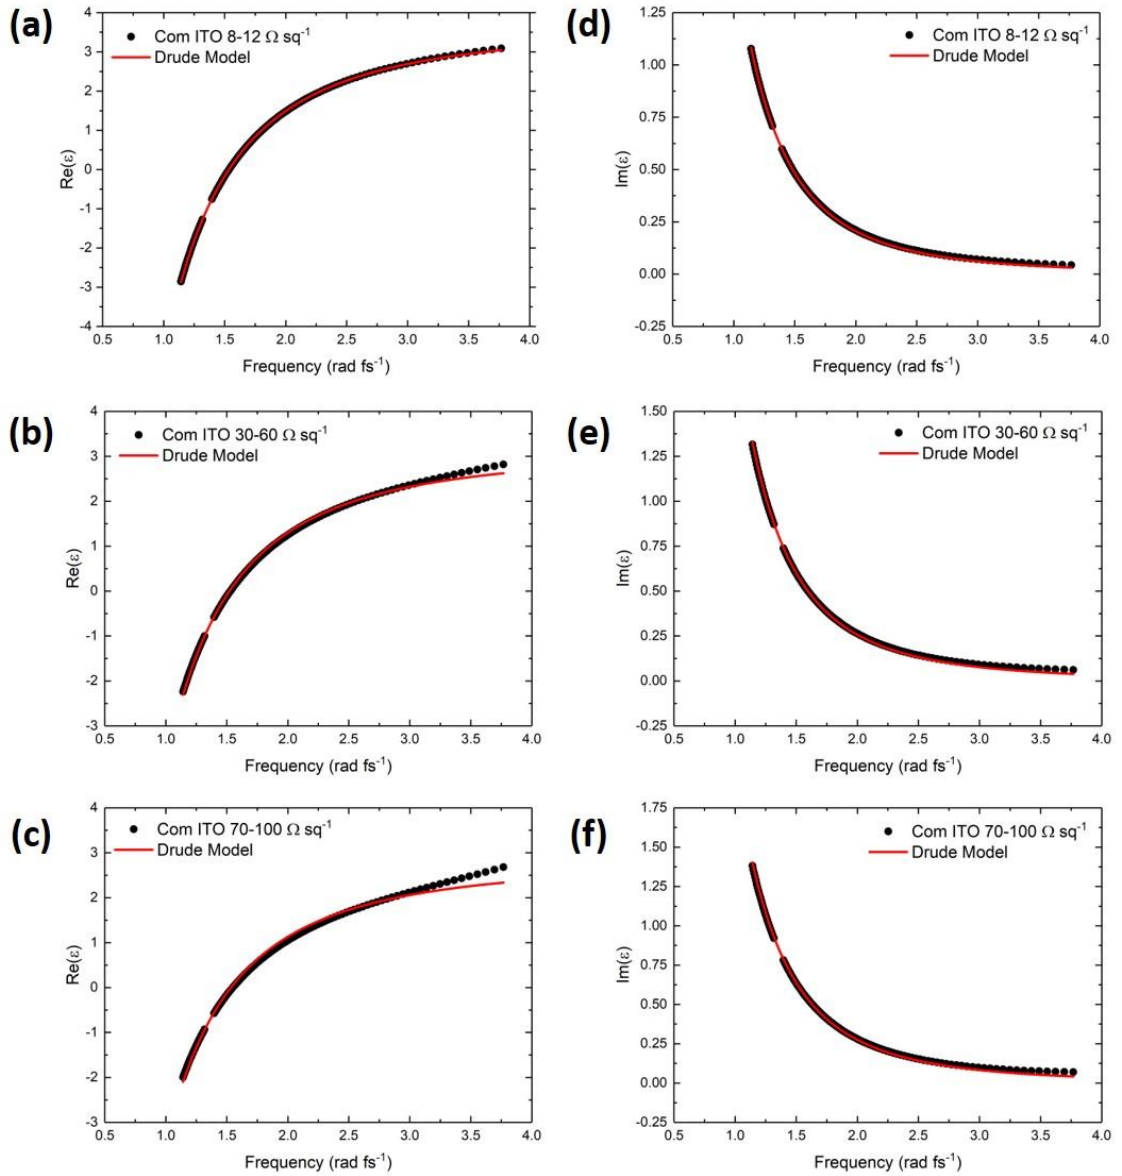 (a)
Com ITO 8-12 Ω sq⁻¹
Drude Model
Re(ε)
4
3
2
1
0
-1
-2
-3
-4
0.5 1.0 1.5 2.0 2.5 3.0 3.5 4.0
Frequency (rad fs⁻¹)
(d)
Com ITO 8-12 Ω sq⁻¹
Drude Model
Im(ε)
1.25
1.00
0.75
0.50
0.25
0.00
-0.25
0.5 1.0 1.5 2.0 2.5 3.0 3.5 4.0
Frequency (rad fs⁻¹)
(b)
Com ITO 30-60 Ω sq⁻¹
Drude Model
Re(ε)
4
3
2
1
0
-1
-2
-3
0.5 1.0 1.5 2.0 2.5 3.0 3.5 4.0
Frequency (rad fs⁻¹)
(e)
Com ITO 30-60 Ω sq⁻¹
Drude Model
Im(ε)
1.50
1.25
1.00
0.75
0.50
0.25
0.00
-0.25
0.5 1.0 1.5 2.0 2.5 3.0 3.5 4.0
Frequency (rad fs⁻¹)
(c)
Com ITO 70-100 Ω sq⁻¹
Drude Model
Re(ε)
4
3
2
1
0
-1
-2
-3
0.5 1.0 1.5 2.0 2.5 3.0 3.5 4.0
Frequency (rad fs⁻¹)
(f)
Com ITO 70-100 Ω sq⁻¹
Drude Model
Im(ε)
1.75
1.50
1.25
1.00
0.75
0.50
0.25
0.00
-0.25
0.5 1.0 1.5 2.0 2.5 3.0 3.5 4.0
Frequency (rad fs⁻¹)